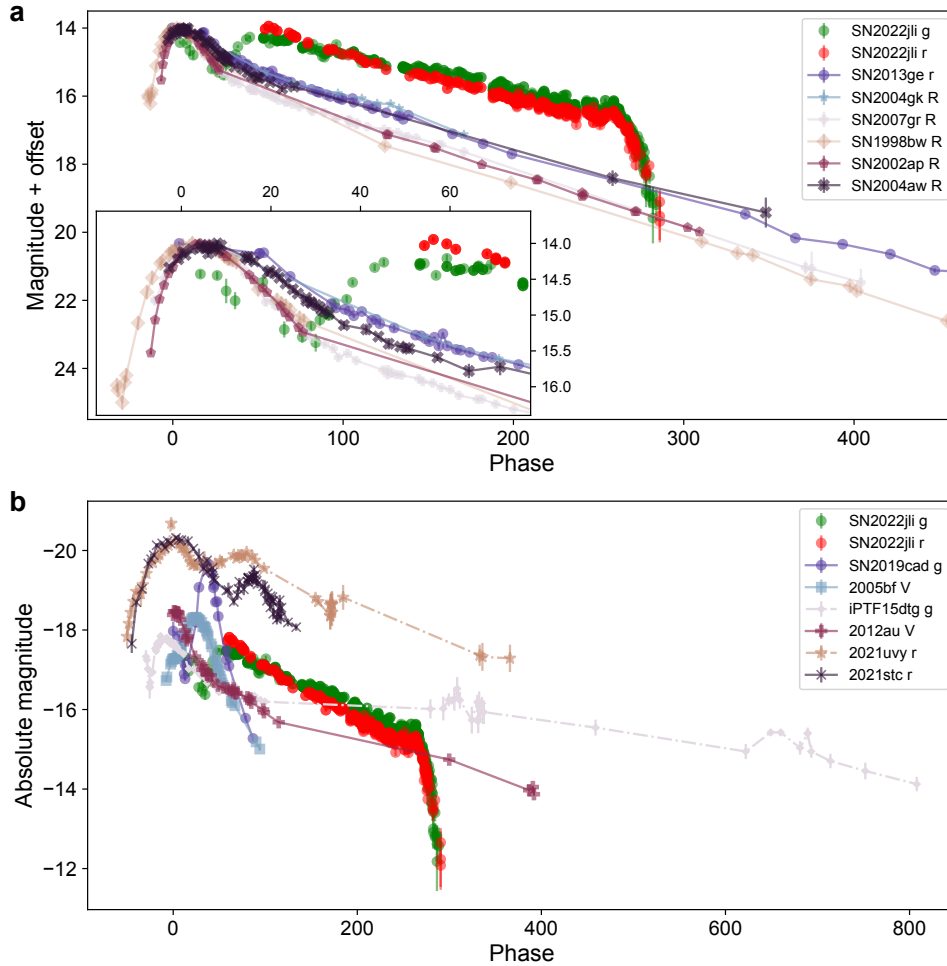 a
14
16
18
20
22
24
Magnitude + offset
SN2022jli g
SN2022jli r
SN2013ge r
SN2004gk R
SN2007gr R
SN1998bw R
SN2002ap R
SN2004aw R
0 20 40 60
14.0
14.5
15.0
15.5
16.0
0 100 200 300 400
Phase
b
−20
−18
−16
−14
−12
Absolute magnitude
SN2022jli g
SN2022jli r
SN2019cad g
2005bf V
iPTF15dtg g
2012au V
2021uvy r
2021stc r
0 200 400 600 800
Phase